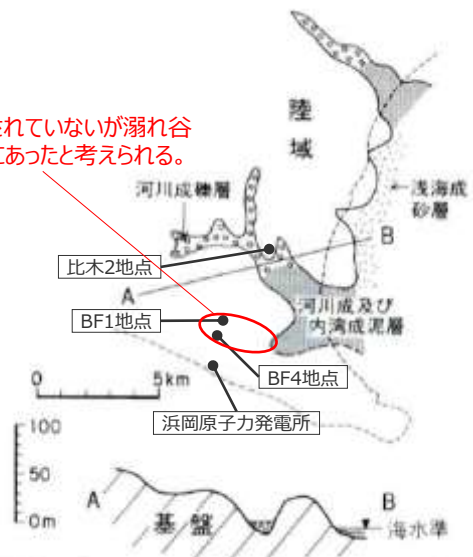 れていないが溺れ谷
にあったと考えられる。
陸
域
河川成礫層
浅海成
砂層
B
比木2地点
A
河川成及び
内湾成泥層
BF1地点
BF4地点
0
5km
浜岡原子力発電所
100
50
0m
A
B
基盤
海水準